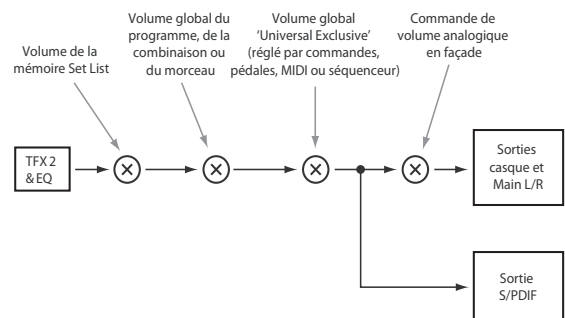 Volume de la
mémoire Set List
Volume global du
programme, de la
combinaison ou
du morceau
Volume global
'Universal Exclusive'
(réglé par commandes,
pédales, MIDI ou séquenceur)
Commande de
volume analogique
en façade
TFX 2
& EQ
Sorties
casque et
Main L/R
Sortie
S/PDIF